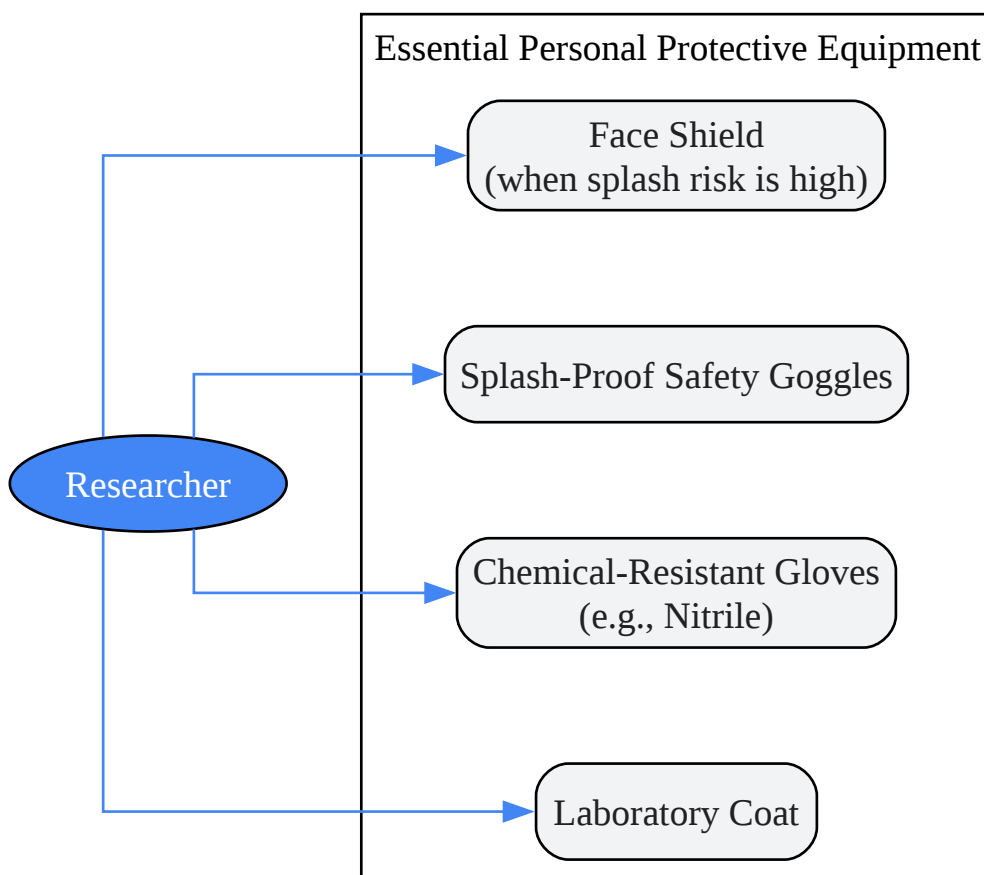 Essential Personal Protective Equipment
Face Shield
(when splash risk is high)
Splash-Proof Safety Goggles
Researcher
Chemical-Resistant Gloves
(e.g., Nitrile)
Laboratory Coat